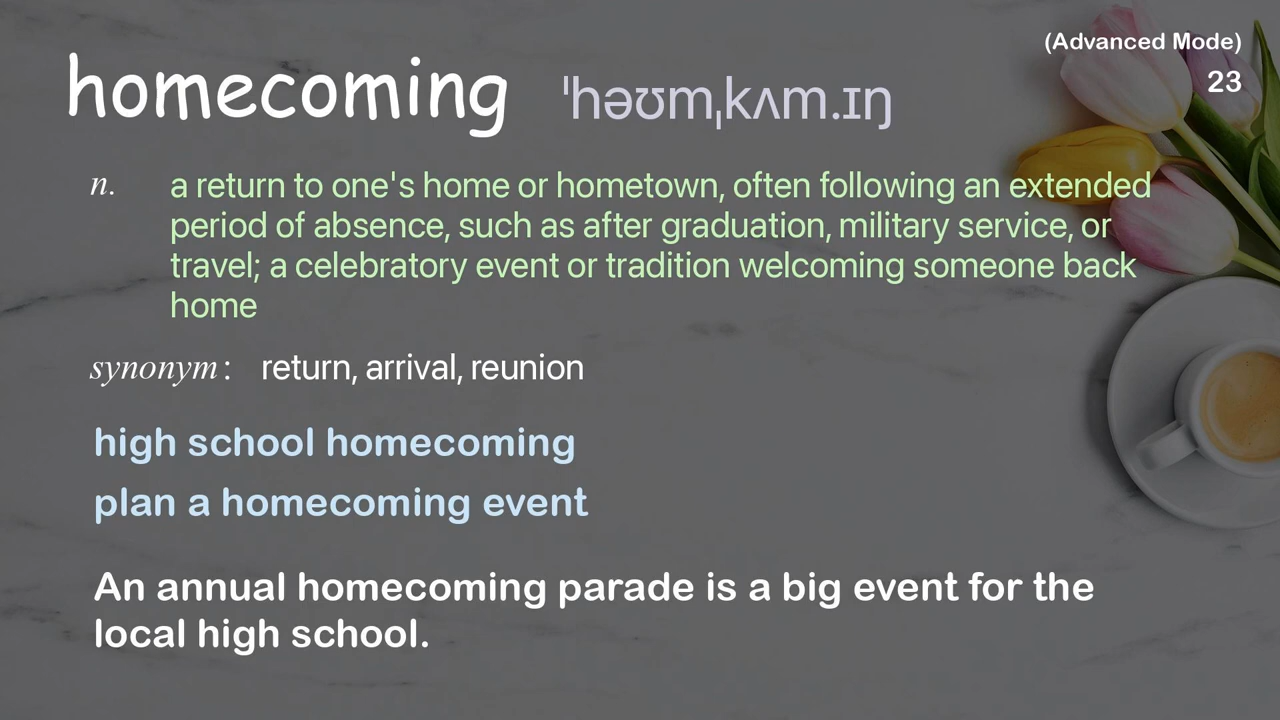 (Advanced Mode)
homecoming ˈhəʊmˌkʌm.ɪŋ
23
n. a return to one's home or hometown, often following an extended
period of absence, such as after graduation, military service, or
travel; a celebratory event or tradition welcoming someone back
home
synonym: return, arrival, reunion
high school homecoming
plan a homecoming event
An annual homecoming parade is a big event for the
local high school.